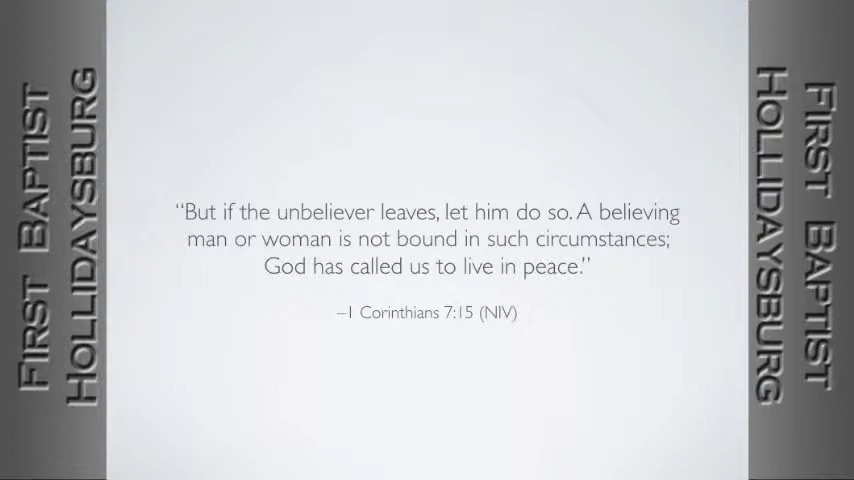 First Baptist
Hollidaysburg
“But if the unbeliever leaves, let him do so. A believing
man or woman is not bound in such circumstances;
God has called us to live in peace.”
–1 Corinthians 7:15 (NIV)
First Baptist
Hollidaysburg